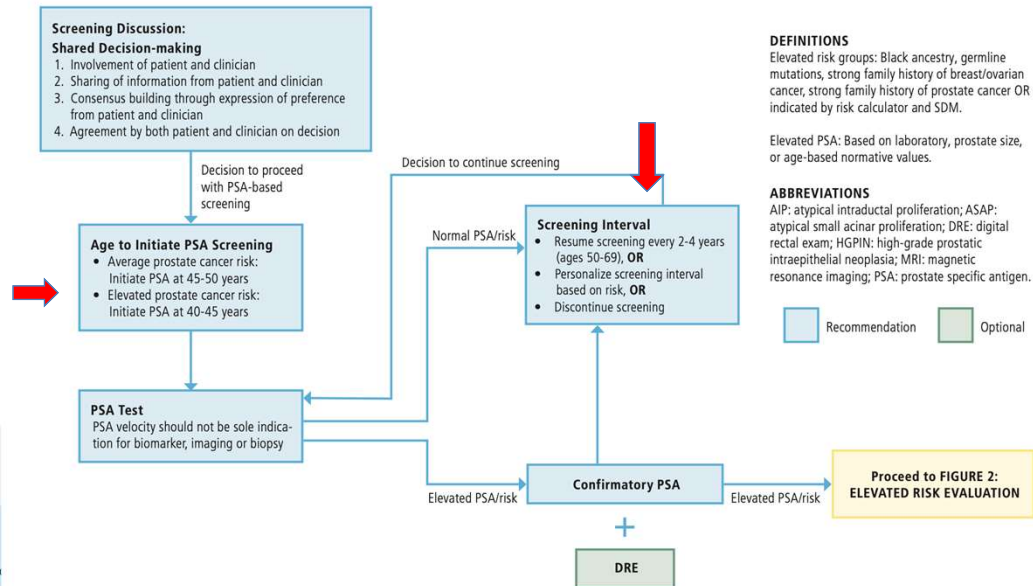 Screening Discussion:
Shared Decision-making
1. Involvement of patient and clinician
2. Sharing of information from patient and clinician
3. Consensus building through expression of preference
from patient and clinician
4. Agreement by both patient and clinician on decision
Decision to proceed
with PSA-based
screening
Age to Initiate PSA Screening
• Average prostate cancer risk:
Initiate PSA at 45-50 years
• Elevated prostate cancer risk:
Initiate PSA at 40-45 years
PSA Test
PSA velocity should not be sole indica-
tion for biomarker, imaging or biopsy
Decision to continue screening
Normal PSA/risk
Screening Interval
• Resume screening every 2-4 years
(ages 50-69), OR
• Personalize screening interval
based on risk, OR
• Discontinue screening
Elevated PSA/risk
Confirmatory PSA
Elevated PSA/risk
+
DRE
Proceed to FIGURE 2:
ELEVATED RISK EVALUATION
DEFINITIONS
Elevated risk groups: Black ancestry, germline
mutations, strong family history of breast/ovarian
cancer, strong family history of prostate cancer OR
indicated by risk calculator and SDM.
Elevated PSA: Based on laboratory, prostate size,
or age-based normative values.
ABBREVIATIONS
AIP: atypical intraductal proliferation; ASAP:
atypical small acinar proliferation; DRE: digital
rectal exam; HGPIN: high-grade prostatic
intraepithelial neoplasia; MRI: magnetic
resonance imaging; PSA: prostate specific antigen.
Recommendation
Optional